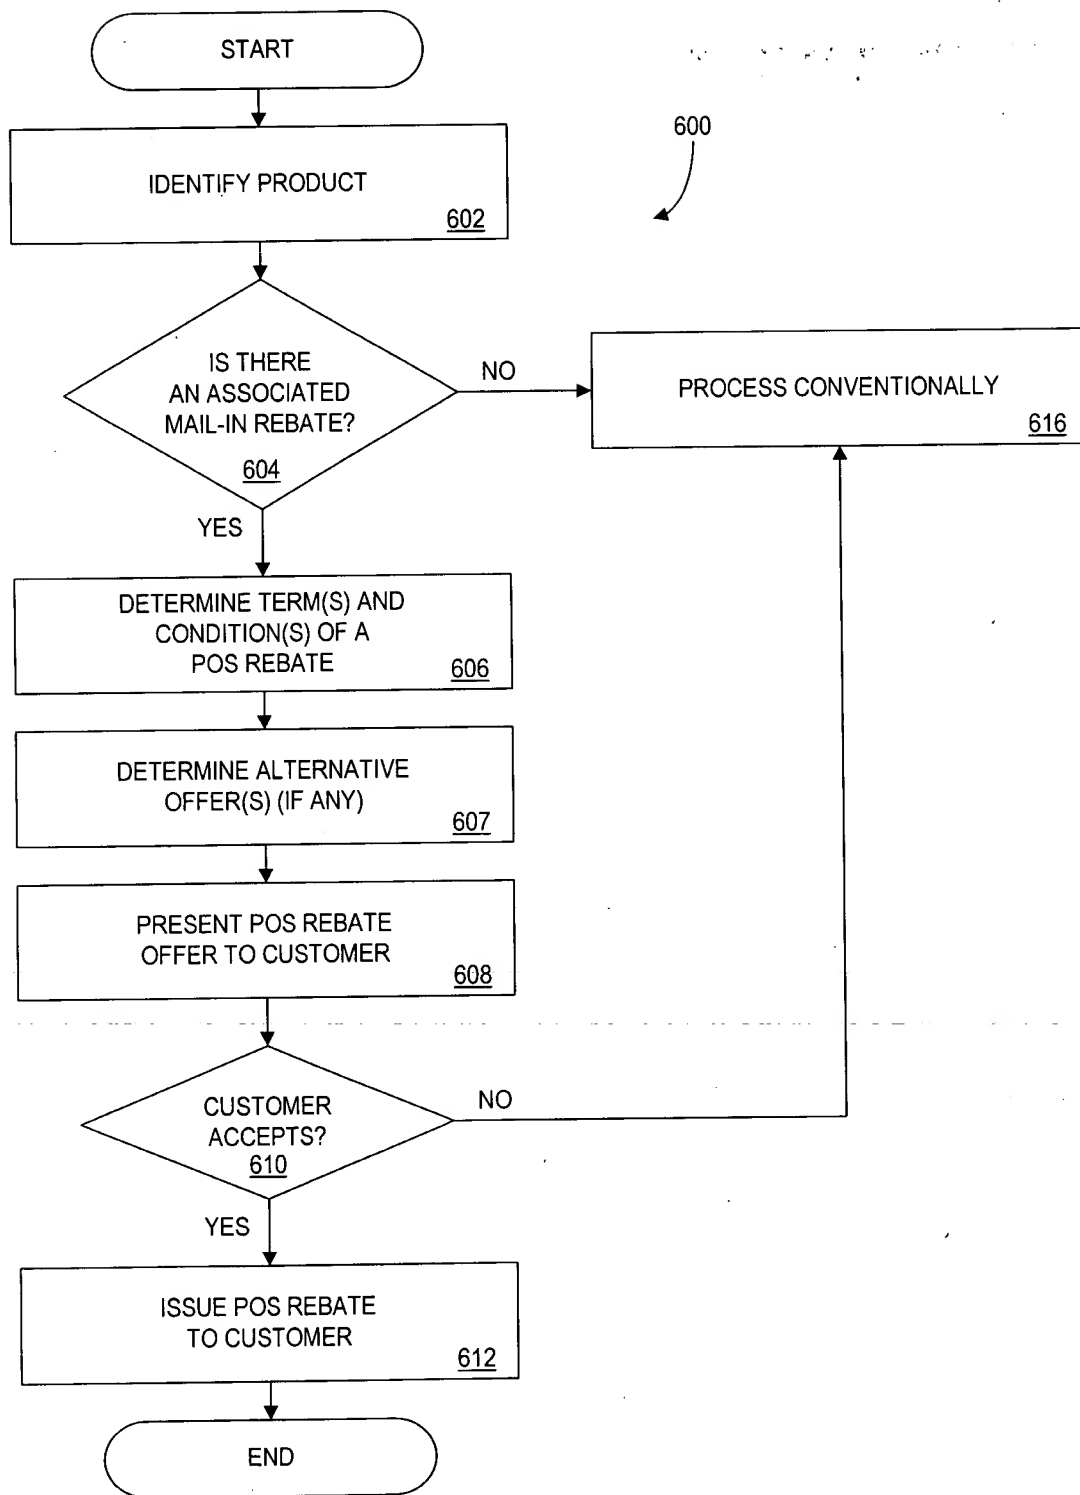 START
600
IDENTIFY PRODUCT
602
IS THERE
AN ASSOCIATED
MAIL-IN REBATE?
604
NO
PROCESS CONVENTIONALLY
616
YES
DETERMINE TERM(S) AND
CONDITION(S) OF A
POS REBATE
606
DETERMINE ALTERNATIVE
OFFER(S) (IF ANY)
607
PRESENT POS REBATE
OFFER TO CUSTOMER
608
CUSTOMER
ACCEPTS?
610
NO
YES
ISSUE POS REBATE
TO CUSTOMER
612
END